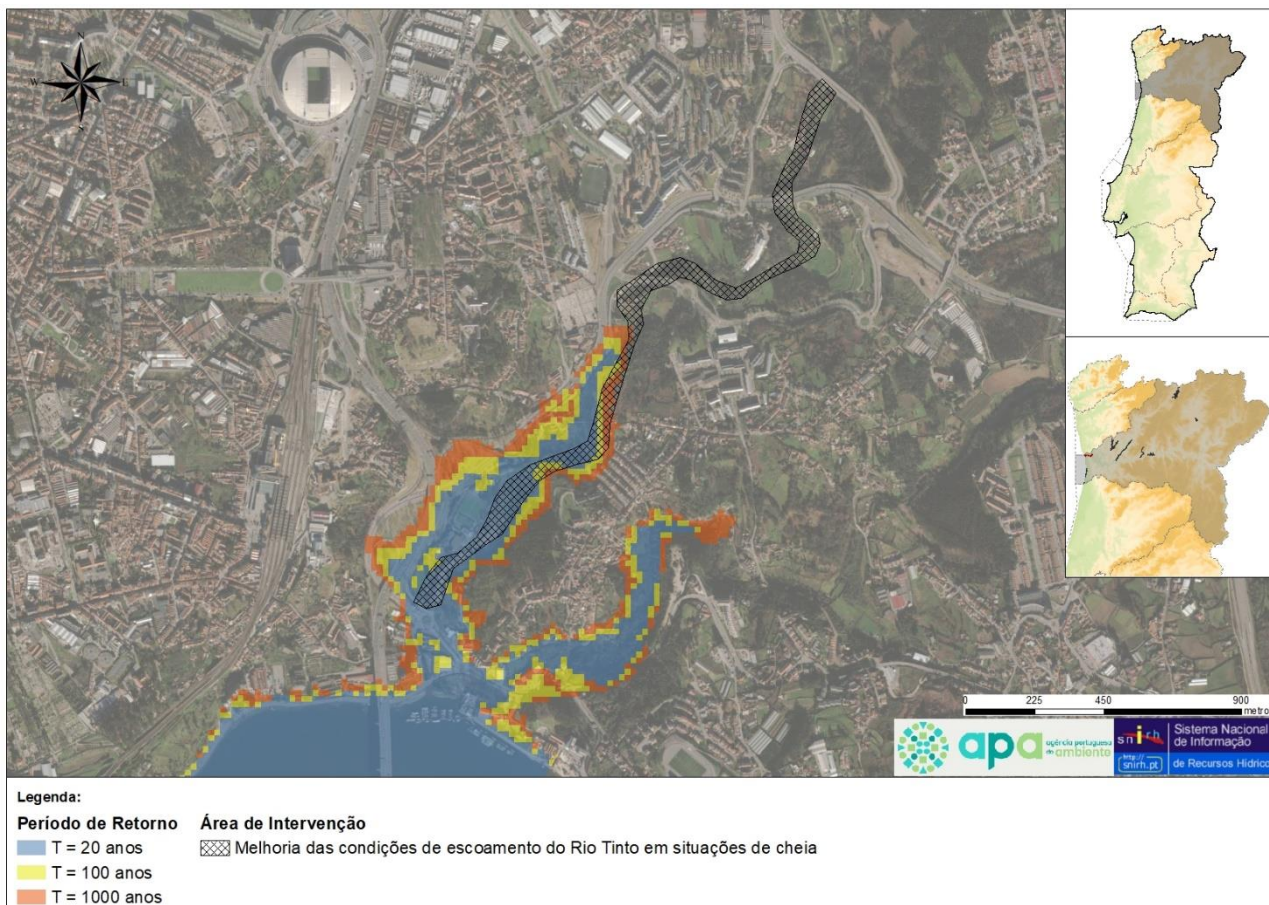 N
W
E
0
225
450
900
metros
apa
agência portuguesa
do ambiente
snirh
http://
snirh.pt
Sistema Nacional
de Informação
de Recursos Hídricos
Legenda:
Período de Retorno
T = 20 anos
T = 100 anos
T = 1000 anos
Área de Intervenção
Melhoria das condições de escoamento do Rio Tinto em situações de cheia